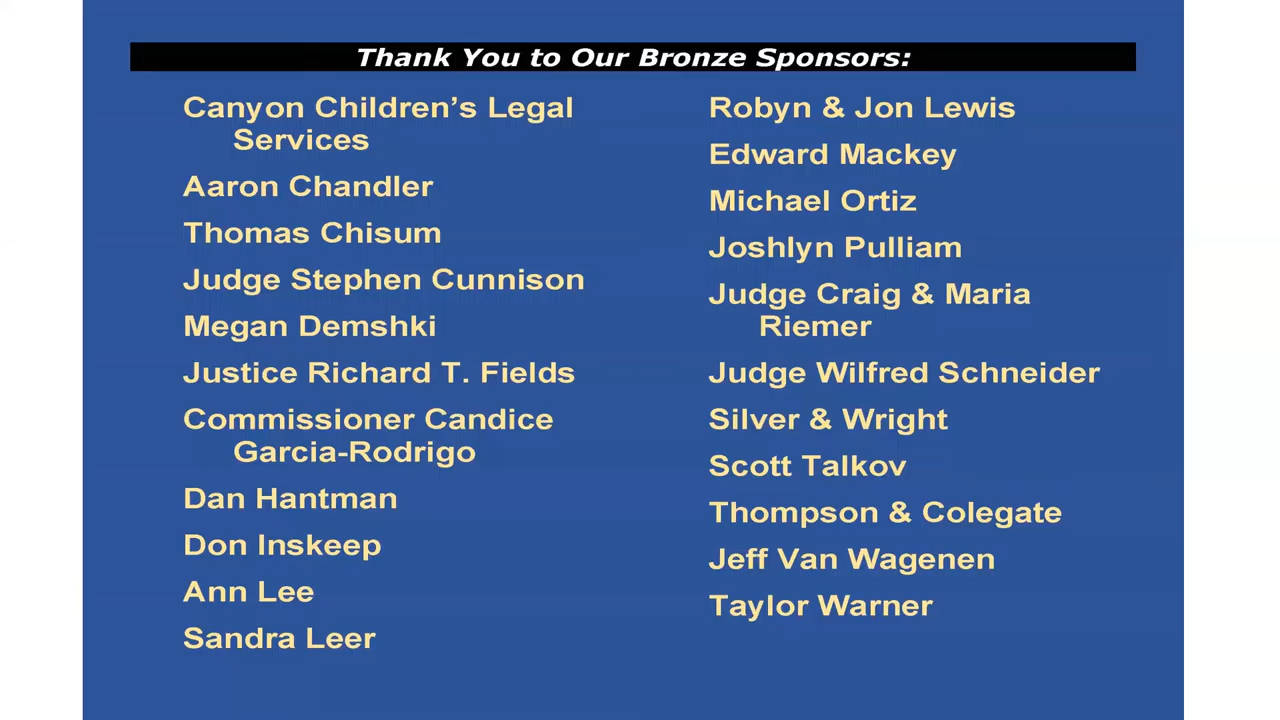 Thank You to Our Bronze Sponsors:
Canyon Children’s Legal
Services
Aaron Chandler
Thomas Chisum
Judge Stephen Cunnison
Megan Demshki
Justice Richard T. Fields
Commissioner Candice
Garcia-Rodrigo
Dan Hantman
Don Inskeep
Ann Lee
Sandra Leer
Robyn & Jon Lewis
Edward Mackey
Michael Ortiz
Joshlyn Pulliam
Judge Craig & Maria
Riemer
Judge Wilfred Schneider
Silver & Wright
Scott Talkov
Thompson & Colegate
Jeff Van Wagenen
Taylor Warner